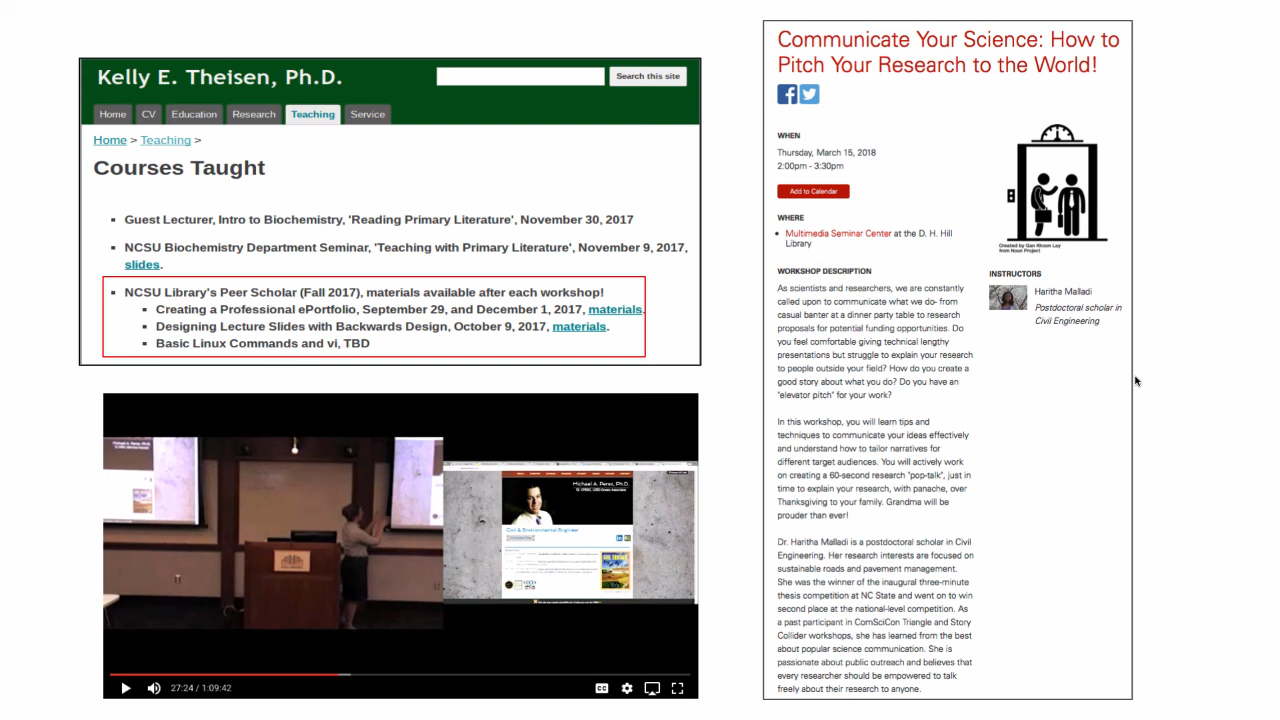 Kelly E. Theisen, Ph.D.
Search this site
Home
CV
Education
Research
Teaching
Service
Home > Teaching >
Courses Taught
Guest Lecturer, Intro to Biochemistry, 'Reading Primary Literature', November 30, 2017
NCSU Biochemistry Department Seminar, 'Teaching with Primary Literature', November 9, 2017,
slides.
NCSU Library's Peer Scholar (Fall 2017), materials available after each workshop!
Creating a Professional ePortfolio, September 29, and December 1, 2017, materials.
Designing Lecture Slides with Backwards Design, October 9, 2017, materials.
Basic Linux Commands and vi, TBD
Michael A. Perez, Ph.D.
Civil & Environmental Engineer
27:24 / 1:09:42
CC
Communicate Your Science: How to
Pitch Your Research to the World!
WHEN
Thursday, March 15, 2018
2:00pm - 3:30pm
Add to Calendar
WHERE
Multimedia Seminar Center at the D. H. Hill
Library
Created by Gan Khoon Lay
from Noun Project
WORKSHOP DESCRIPTION
As scientists and researchers, we are constantly
called upon to communicate what we do- from
casual banter at a dinner party table to research
proposals for potential funding opportunities. Do
you feel comfortable giving technical lengthy
presentations but struggle to explain your research
to people outside your field? How do you create a
good story about what you do? Do you have an
"elevator pitch" for your work?
In this workshop, you will learn tips and
techniques to communicate your ideas effectively
and understand how to tailor narratives for
different target audiences. You will actively work
on creating a 60-second research "pop-talk", just in
time to explain your research, with panache, over
Thanksgiving to your family. Grandma will be
prouder than ever!
Dr. Haritha Malladi is a postdoctoral scholar in Civil
Engineering. Her research interests are focused on
sustainable roads and pavement management.
She was the winner of the inaugural three-minute
thesis competition at NC State and went on to win
second place at the national-level competition. As
a past participant in ComSciCon Triangle and Story
Collider workshops, she has learned from the best
about popular science communication. She is
passionate about public outreach and believes that
every researcher should be empowered to talk
freely about their research to anyone.
INSTRUCTORS
Haritha Malladi
Postdoctoral scholar in
Civil Engineering